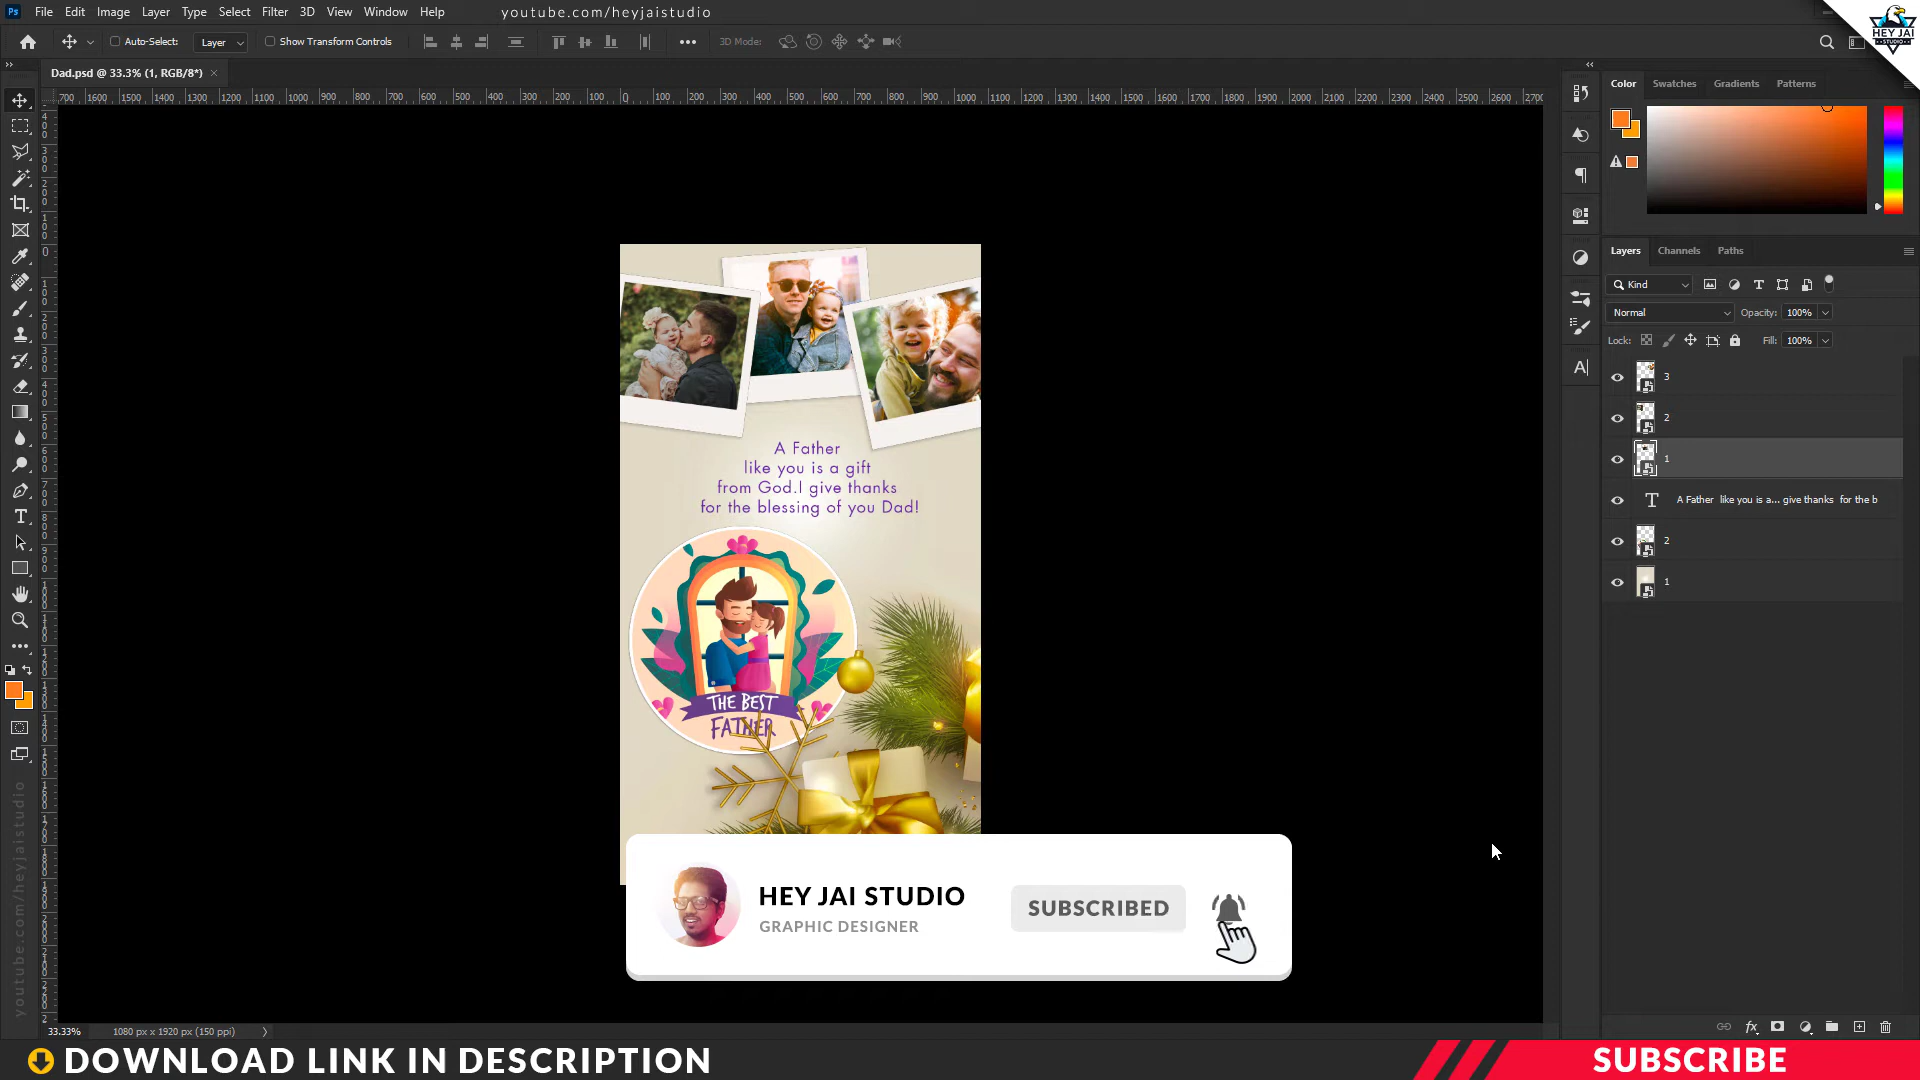 Ps File Edit Image Layer Type Select Filter 3D View Window Help youtube.com/heyjaistudio
HEY JAI
STUDIO
Auto-Select: Layer Show Transform Controls 3D Mode:
Dad.psd @ 33.3% (1, RGB/8*)
Color Swatches Gradients Patterns
Layers Channels Paths
Kind
Normal Opacity: 100%
Lock: Fill: 100%
3
2
1
A Father like you is a... give thanks for the b
2
1
A Father
like you is a gift
from God.I give thanks
for the blessing of you Dad!
THE BEST
FATHER
youtube.com/heyjaistudio
HEY JAI STUDIO
GRAPHIC DESIGNER
SUBSCRIBED
33.33% 1080 px x 1920 px (150 ppi)
DOWNLOAD LINK IN DESCRIPTION
SUBSCRIBE